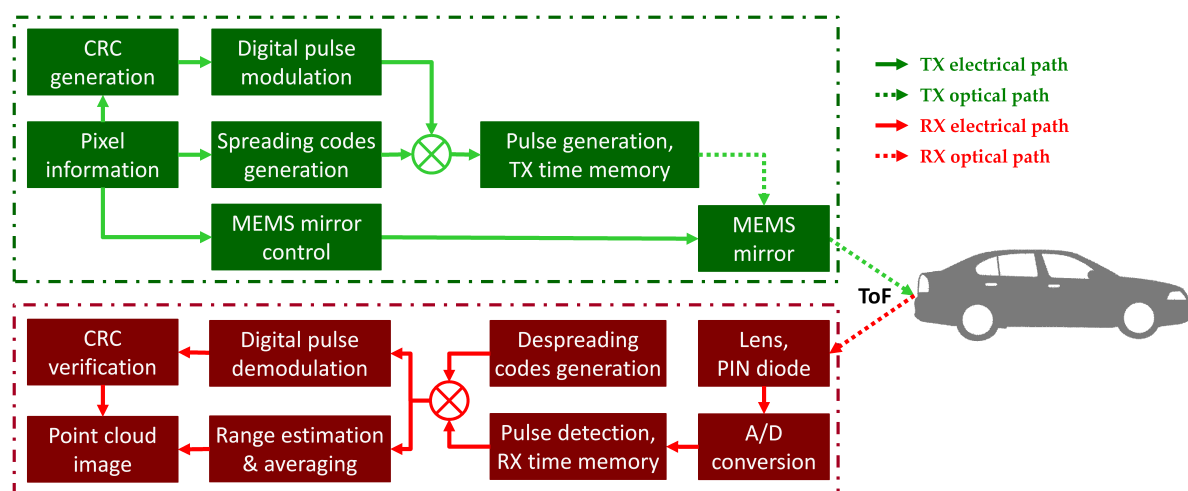 CRC
generation
Digital pulse
modulation
Pixel
information
Spreading codes
generation
Pulse generation,
TX time memory
MEMS mirror
control
MEMS
mirror
TX electrical path
TX optical path
RX electrical path
RX optical path
ToF
CRC
verification
Digital pulse
demodulation
Despreading
codes generation
Lens,
PIN diode
Point cloud
image
Range estimation
& averaging
Pulse detection,
RX time memory
A/D
conversion